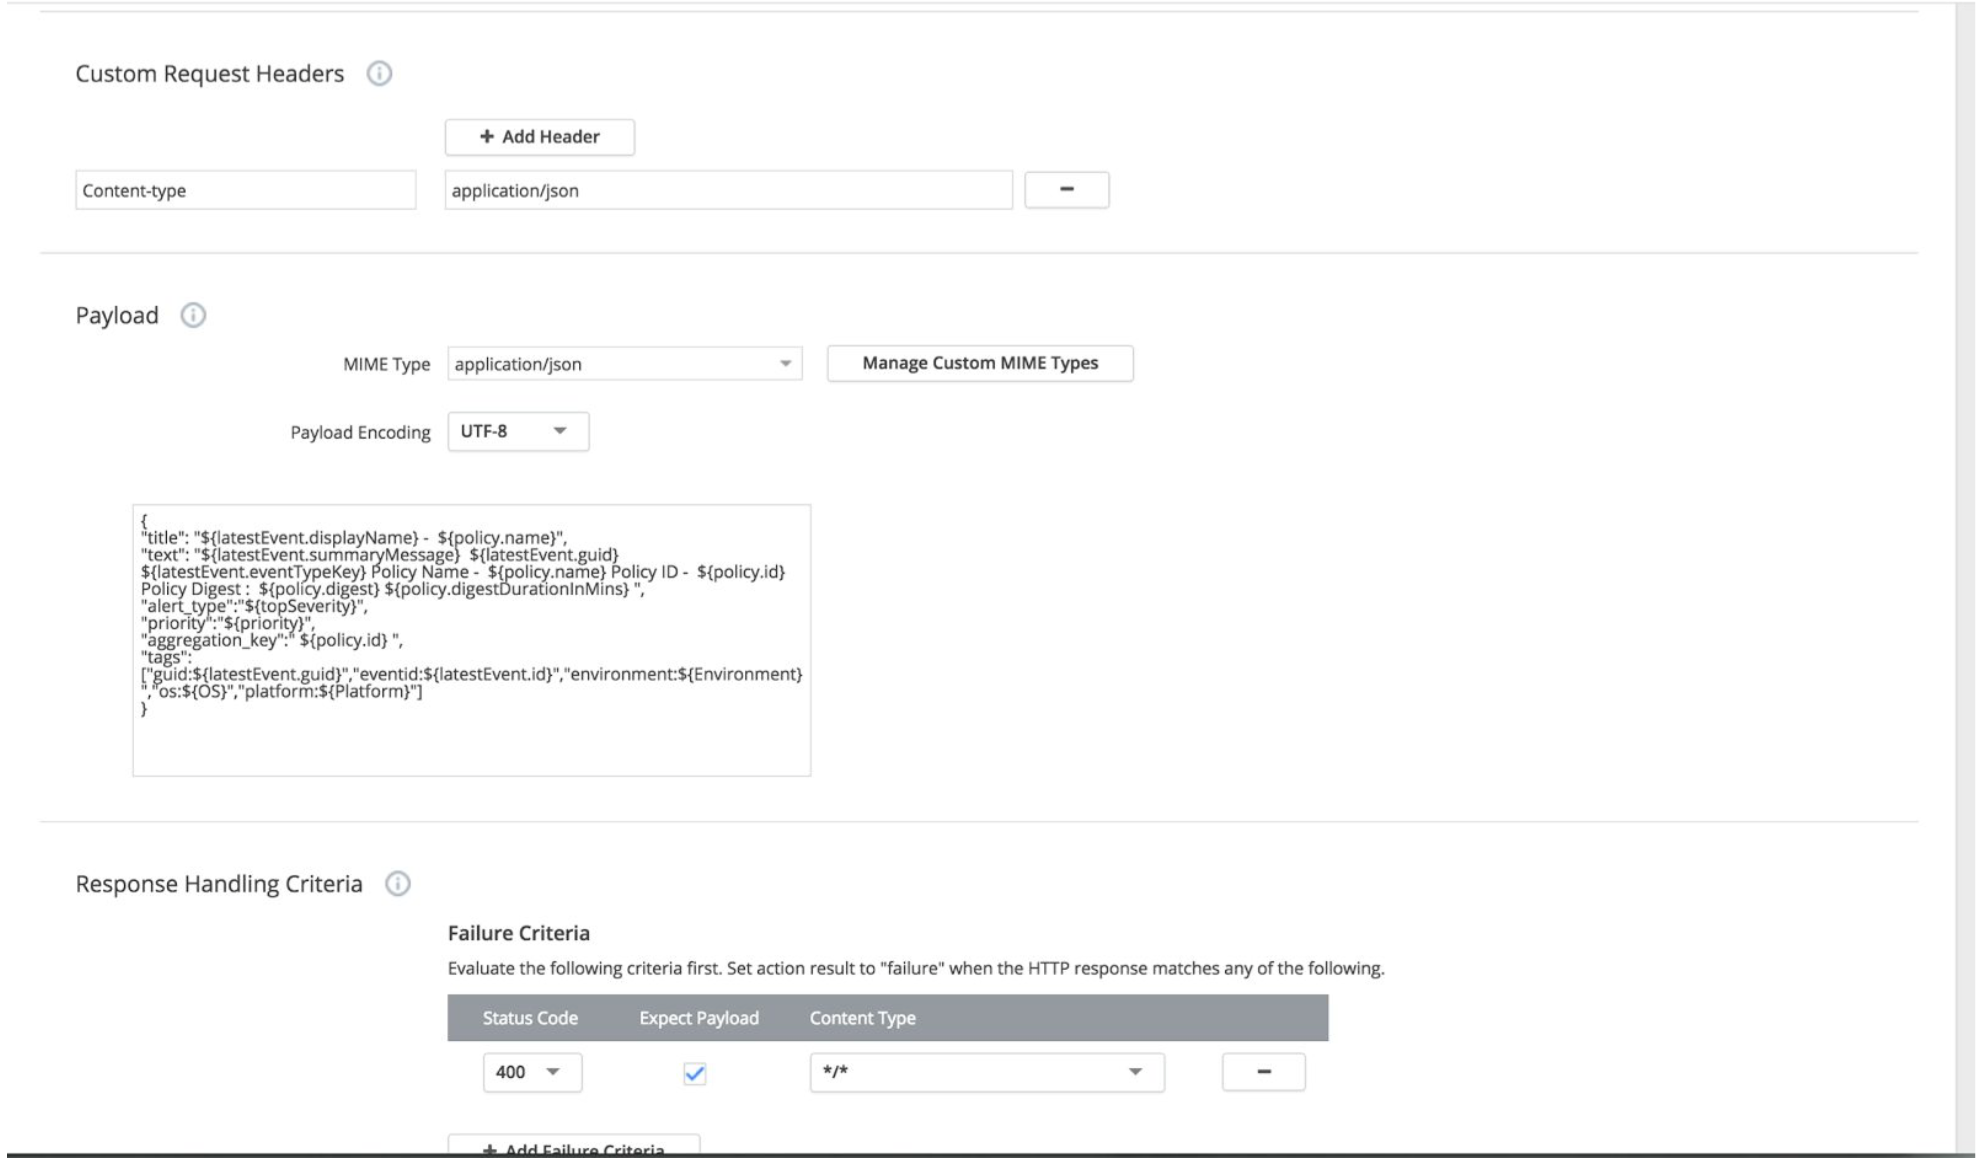 Custom Request Headers
+ Add Header
Content-type application/json
Payload
MIME Type application/json Manage Custom MIME Types
Payload Encoding UTF-8
{
"title": "${latestEvent.displayName} -  ${policy.name}",
"text": "${latestEvent.summaryMessage}  ${latestEvent.guid}
${latestEvent.eventTypeKey} Policy Name -  ${policy.name} Policy ID -  ${policy.id}
Policy Digest :  ${policy.digest} ${policy.digestDurationInMins} ",
"alert_type":"${topSeverity}",
"priority":"${priority}",
"aggregation_key":" ${policy.id} ",
"tags":
["guid:${latestEvent.guid}","eventid:${latestEvent.id}","environment:${Environment}
","os:${OS}","platform:${Platform}"]
}
Response Handling Criteria
Failure Criteria
Evaluate the following criteria first. Set action result to "failure" when the HTTP response matches any of the following.
Status Code Expect Payload Content Type
400 */*
+ Add Failure Criteria